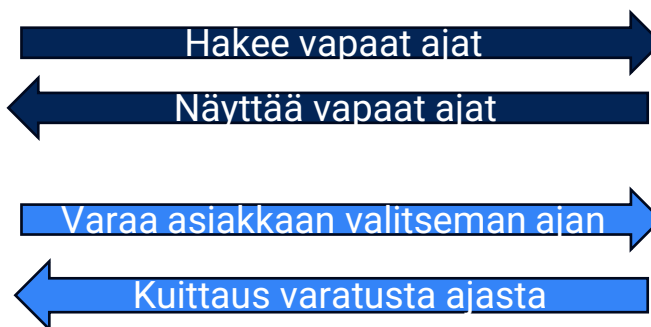 Hakee vapaat ajat
Näyttää vapaat ajat
Varaa asiakkaan valitseman ajan
Kuittaus varatusta ajasta